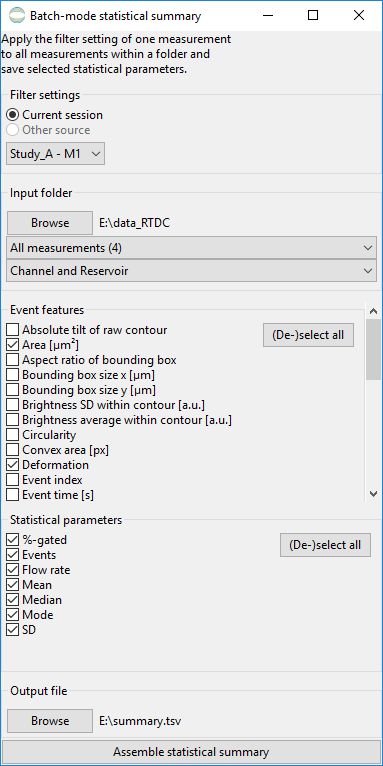 Batch-mode statistical summary
Apply the filter setting of one measurement
to all measurements within a folder and
save selected statistical parameters.
Filter settings
Current session
Other source
Study_A - M1
Input folder
Browse E:\data_RTDC
All measurements (4)
Channel and Reservoir
Event features
Absolute tilt of raw contour
(De-)select all
Area [µm²]
Aspect ratio of bounding box
Bounding box size x [µm]
Bounding box size y [µm]
Brightness SD within contour [a.u.]
Brightness average within contour [a.u.]
Circularity
Convex area [px]
Deformation
Event index
Event time [s]
Statistical parameters
%-gated
(De-)select all
Events
Flow rate
Mean
Median
Mode
SD
Output file
Browse E:\summary.tsv
Assemble statistical summary